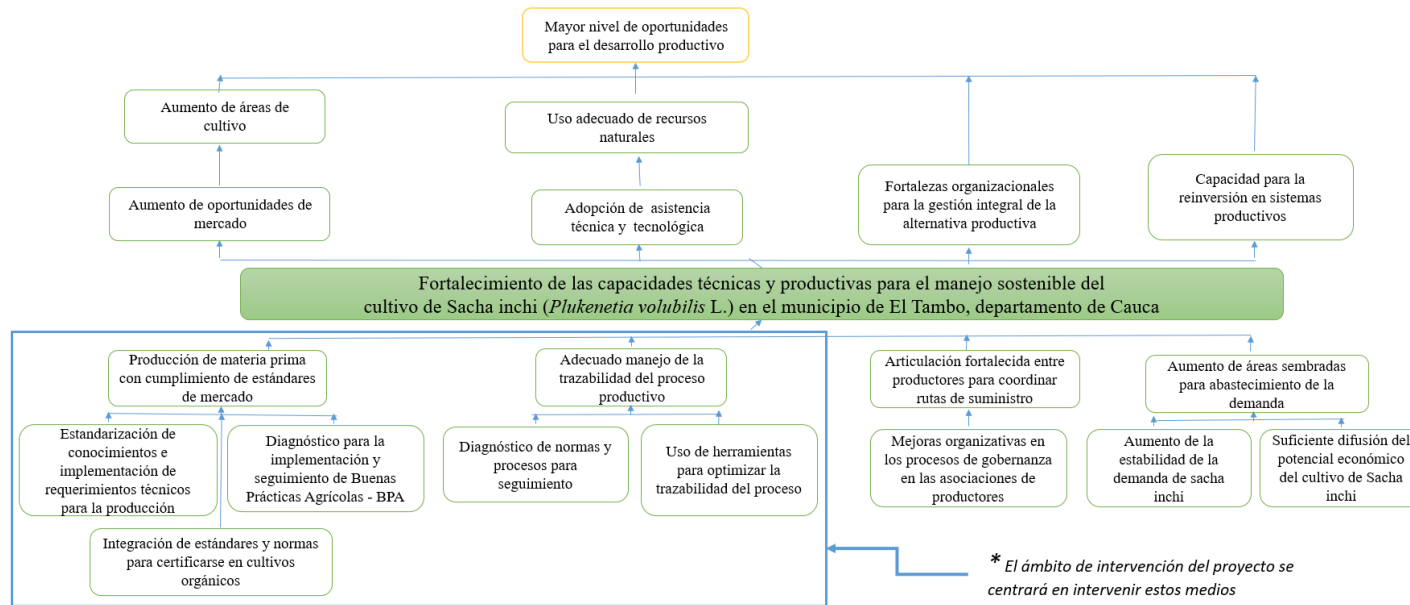 Mayor nivel de oportunidades
para el desarrollo productivo
Aumento de áreas de
cultivo
Uso adecuado de recursos
naturales
Aumento de oportunidades de
mercado
Adopción de asistencia
técnica y tecnológica
Fortalezas organizacionales
para la gestión integral de la
alternativa productiva
Capacidad para la
reinversión en sistemas
productivos
Fortalecimiento de las capacidades técnicas y productivas para el manejo sostenible del
cultivo de Sacha inchi (Plukenetia volubilis L.) en el municipio de El Tambo, departamento de Cauca
Producción de materia prima
con cumplimiento de estándares
de mercado
Adecuado manejo de la
trazabilidad del proceso
productivo
Articulación fortalecida entre
productores para coordinar
rutas de suministro
Aumento de áreas sembradas
para abastecimiento de la
demanda
Estandarización de
conocimientos e
implementación de
requerimientos técnicos
para la producción
Diagnóstico para la
implementación y
seguimiento de Buenas
Prácticas Agrícolas - BPA
Diagnóstico de normas y
procesos para
seguimiento
Uso de herramientas
para optimizar la
trazabilidad del proceso
Mejoras organizativas en
los procesos de gobernanza
en las asociaciones de
productores
Aumento de la
estabilidad de la
demanda de sacha
inchi
Suficiente difusión del
potencial económico
del cultivo de Sacha
inchi
Integración de estándares y normas
para certificarse en cultivos
orgánicos
* El ámbito de intervención del proyecto se
centrará en intervenir estos medios